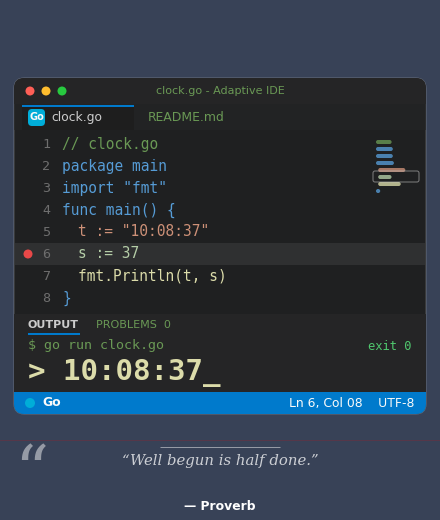 clock.go - Adaptive IDE
Go clock.go README.md
1 // clock.go
2 package main
3 import "fmt"
4 func main() {
5 t := "10:08:37"
6 s := 37
7 fmt.Println(t, s)
8 }
OUTPUT PROBLEMS 0
$ go run clock.go exit 0
> 10:08:37_
Go Ln 6, Col 08 UTF-8
“
“Well begun is half done.”
— Proverb